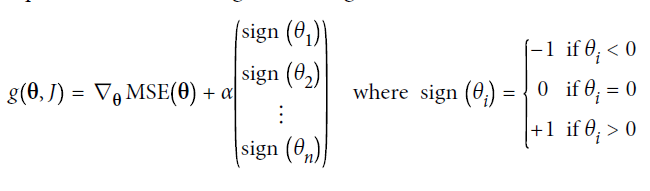 g(θ, J) = ∇θ MSE(θ) + α (sign (θ₁) sign (θ₂) ⋮ sign (θₙ)) where sign (θᵢ) = { −1 if θᵢ < 0 0 if θᵢ = 0 +1 if θᵢ > 0